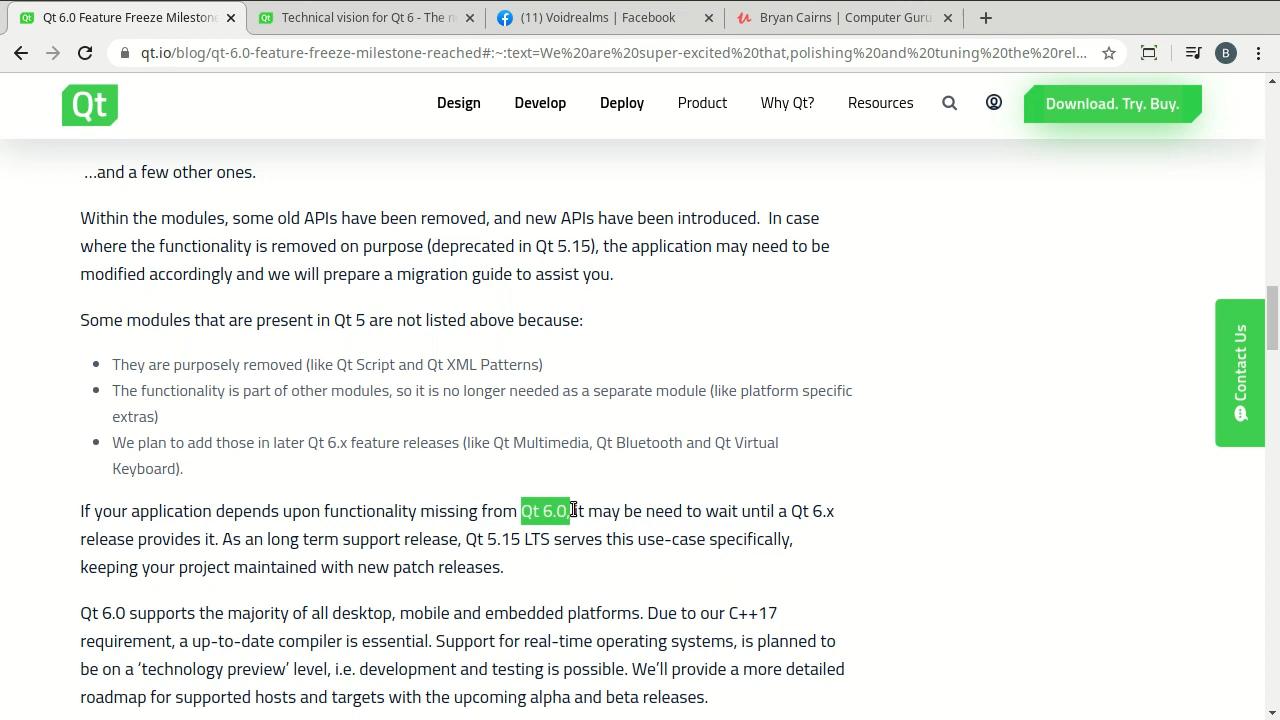 Qt 6.0 Feature Freeze Mileston
Technical vision for Qt 6 - The n
(11) Voidrealms | Facebook
Bryan Cairns | Computer Guru
qt.io/blog/qt-6.0-feature-freeze-milestone-reached#:~:text=We%20are%20super-excited%20that,polishing%20and%20tuning%20the%20rel...
B
Qt
Design
Develop
Deploy
Product
Why Qt?
Resources
Download. Try. Buy.
...and a few other ones.
Within the modules, some old APIs have been removed, and new APIs have been introduced.  In case
where the functionality is removed on purpose (deprecated in Qt 5.15), the application may need to be
modified accordingly and we will prepare a migration guide to assist you.
Some modules that are present in Qt 5 are not listed above because:
They are purposely removed (like Qt Script and Qt XML Patterns)
The functionality is part of other modules, so it is no longer needed as a separate module (like platform specific
extras)
We plan to add those in later Qt 6.x feature releases (like Qt Multimedia, Qt Bluetooth and Qt Virtual
Keyboard).
If your application depends upon functionality missing from Qt 6.0, it may be need to wait until a Qt 6.x
release provides it. As an long term support release, Qt 5.15 LTS serves this use-case specifically,
keeping your project maintained with new patch releases.
Qt 6.0 supports the majority of all desktop, mobile and embedded platforms. Due to our C++17
requirement, a up-to-date compiler is essential. Support for real-time operating systems, is planned to
be on a ‘technology preview’ level, i.e. development and testing is possible. We’ll provide a more detailed
roadmap for supported hosts and targets with the upcoming alpha and beta releases.
Contact Us